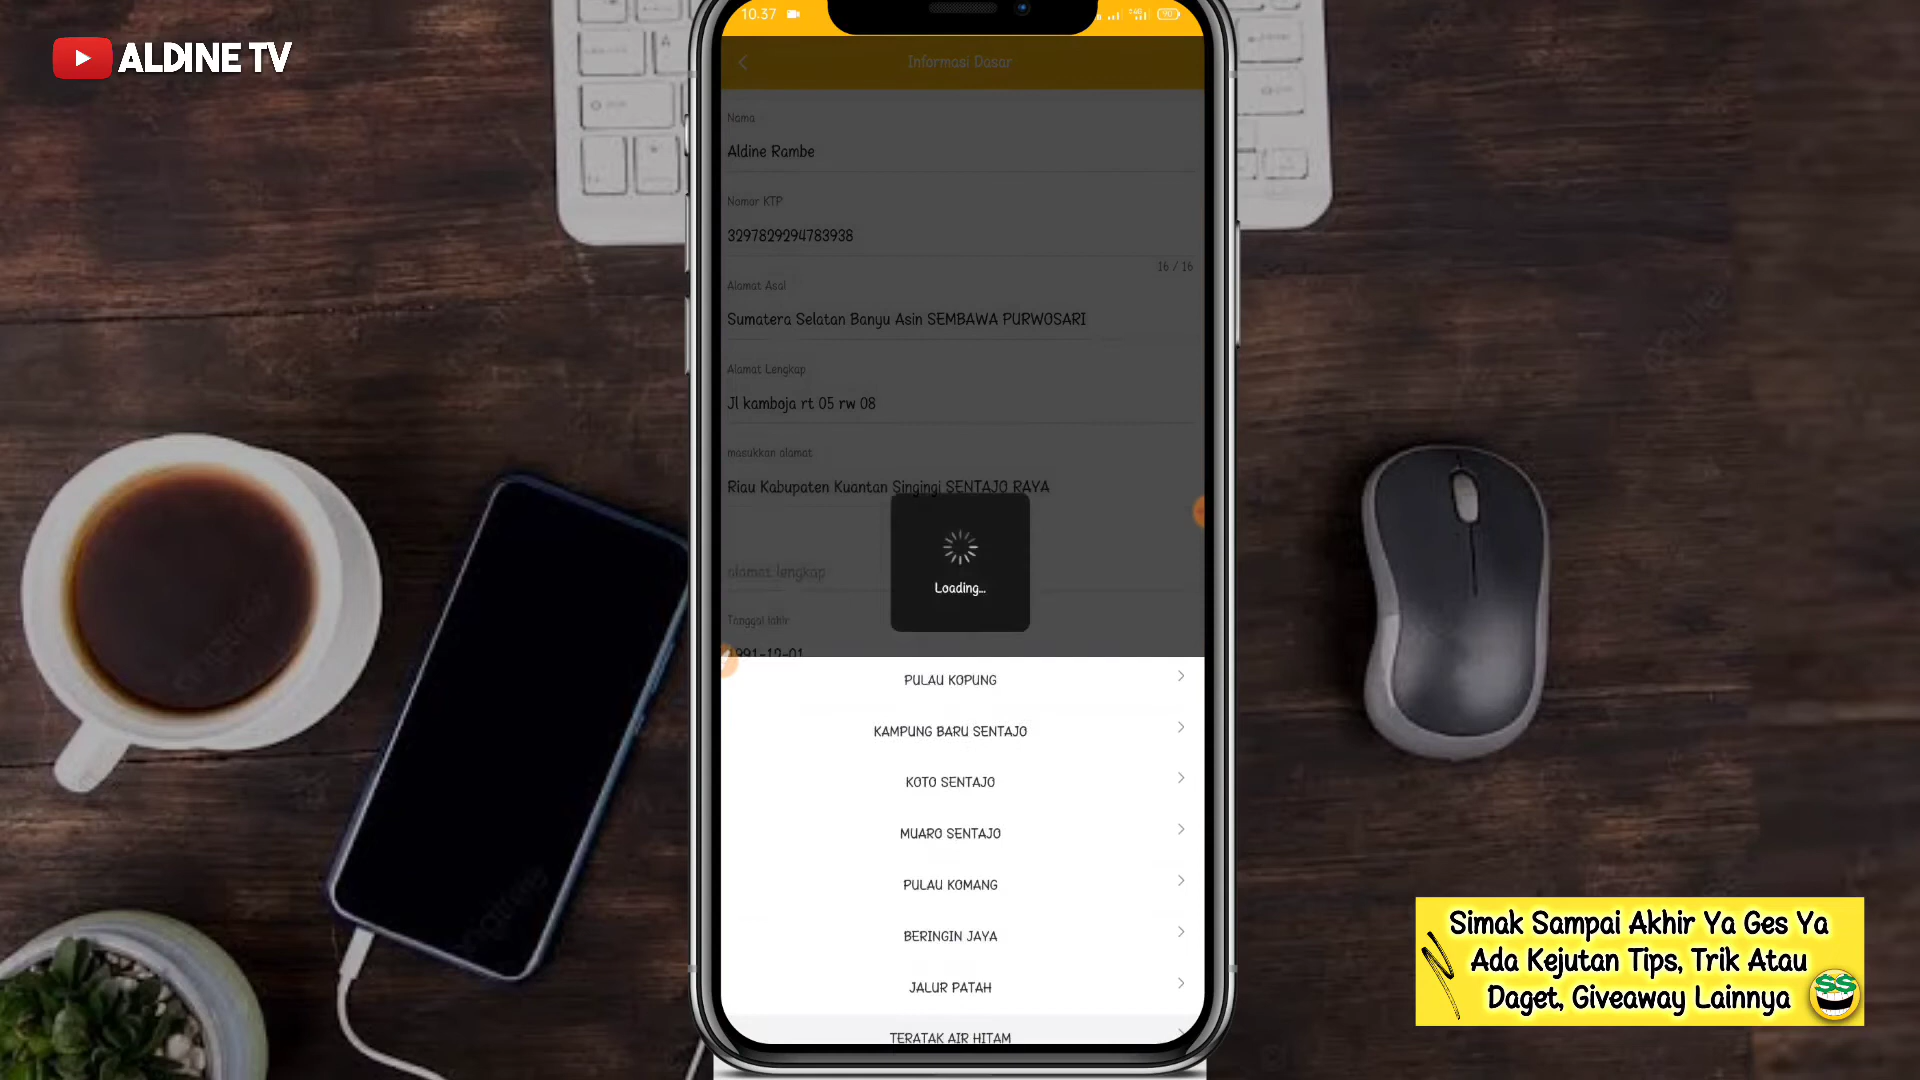 ALDINE TV
10.37
90
Informasi Dasar
Nama
Aldine Rambe
Nomor KTP
3297829294783938
16 / 16
Alamat Asal
Sumatera Selatan Banyu Asin SEMBAWA PURWOSARI
Alamat Lengkap
Jl kamboja rt 05 rw 08
masukkan alamat
Riau Kabupaten Kuantan Singingi SENTAJO RAYA
alamat lengkap
Loading...
Tanggal lahir
1991-12-01
PULAU KOPUNG
KAMPUNG BARU SENTAJO
KOTO SENTAJO
MUARO SENTAJO
PULAU KOMANG
BERINGIN JAYA
JALUR PATAH
TERATAK AIR HITAM
Simak Sampai Akhir Ya Ges Ya
Ada Kejutan Tips, Trik Atau
Daget, Giveaway Lainnya